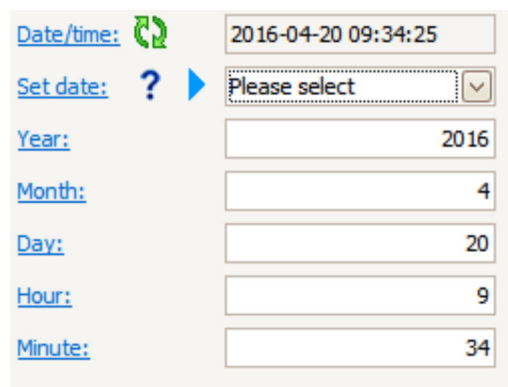 Date/time: 2016-04-20 09:34:25
Set date: ? Please select
Year: 2016
Month: 4
Day: 20
Hour: 9
Minute: 34